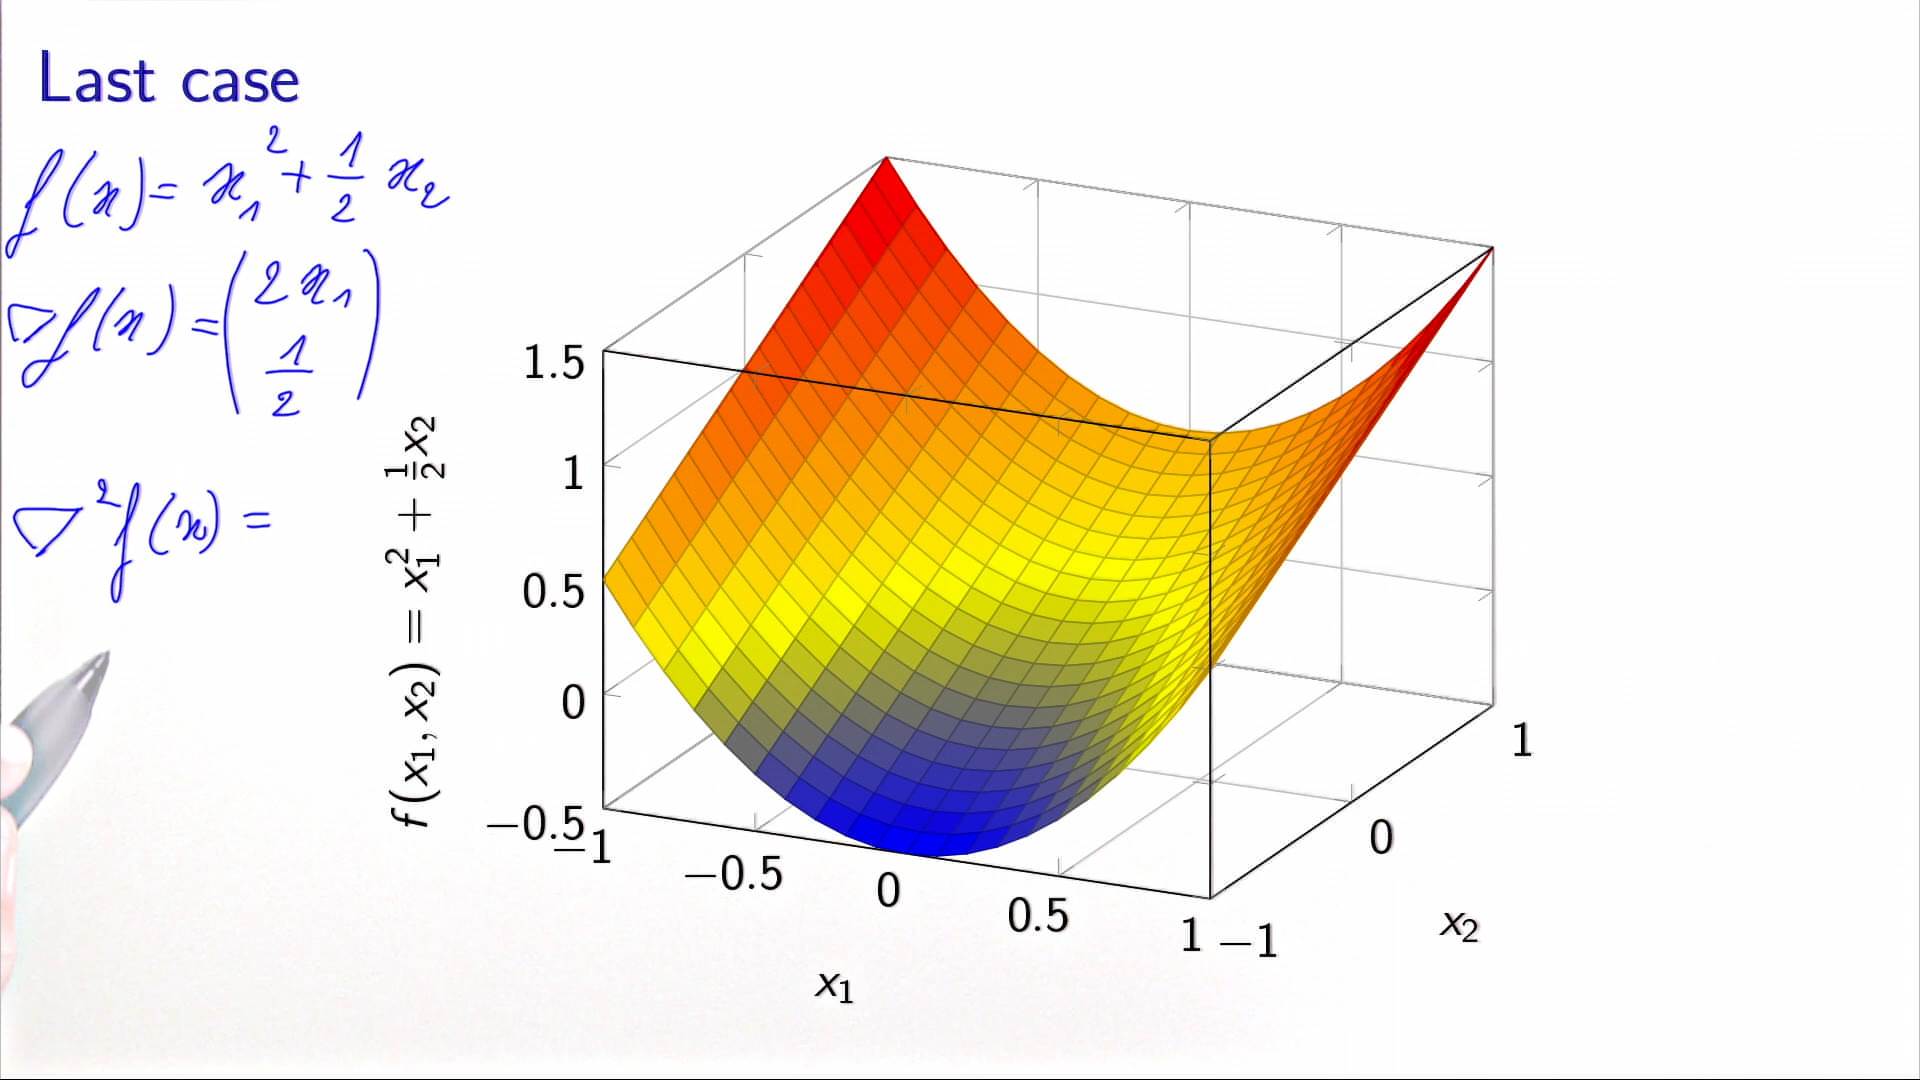 Last case
f(x) = x₁² + 1/2 x₂
∇f(x) = (2x₁
1/2)
∇²f(x) =
f(x₁, x₂) = x₁² + ½x₂
1.5
1
0.5
0
−0.5
−1
−0.5
0
0.5
1
−1
0
1
x₁
x₂